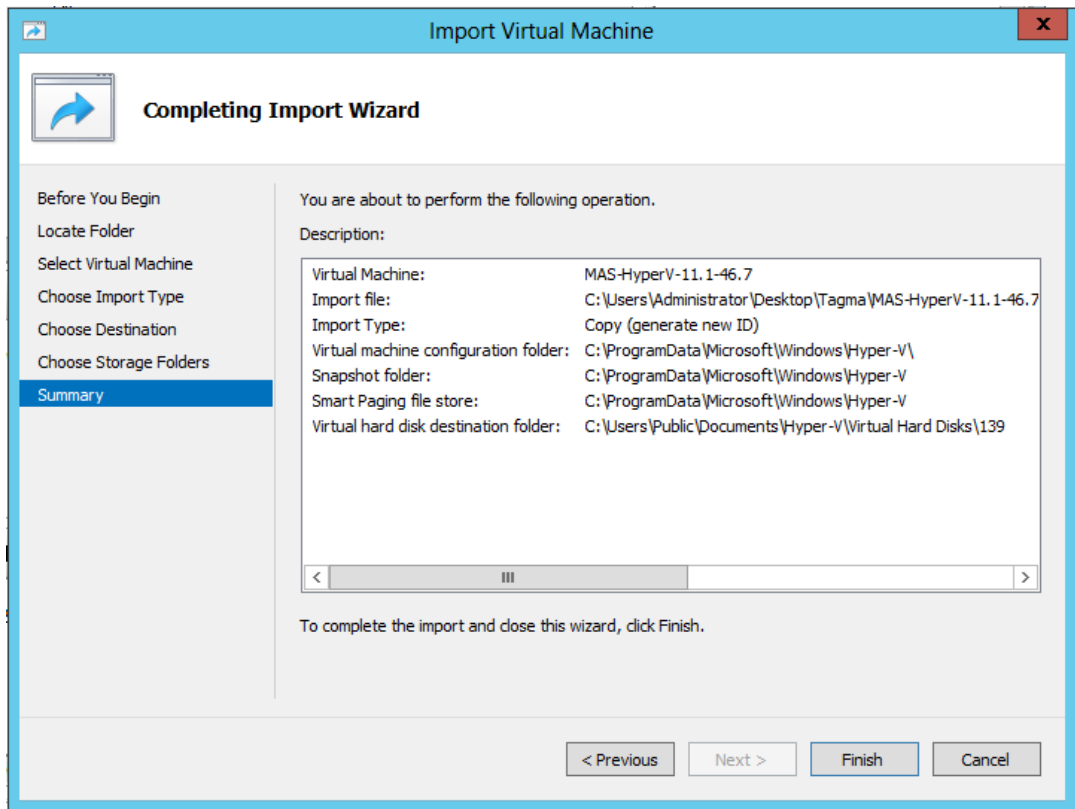 Import Virtual Machine
x
Completing Import Wizard
Before You Begin
Locate Folder
Select Virtual Machine
Choose Import Type
Choose Destination
Choose Storage Folders
Summary
You are about to perform the following operation.
Description:
Virtual Machine: MAS-HyperV-11.1-46.7
Import file: C:\Users\Administrator\Desktop\Tagma\MAS-HyperV-11.1-46.7
Import Type: Copy (generate new ID)
Virtual machine configuration folder: C:\ProgramData\Microsoft\Windows\Hyper-V\
Snapshot folder: C:\ProgramData\Microsoft\Windows\Hyper-V
Smart Paging file store: C:\ProgramData\Microsoft\Windows\Hyper-V
Virtual hard disk destination folder: C:\Users\Public\Documents\Hyper-V\Virtual Hard Disks\139
To complete the import and close this wizard, click Finish.
< Previous Next > Finish Cancel